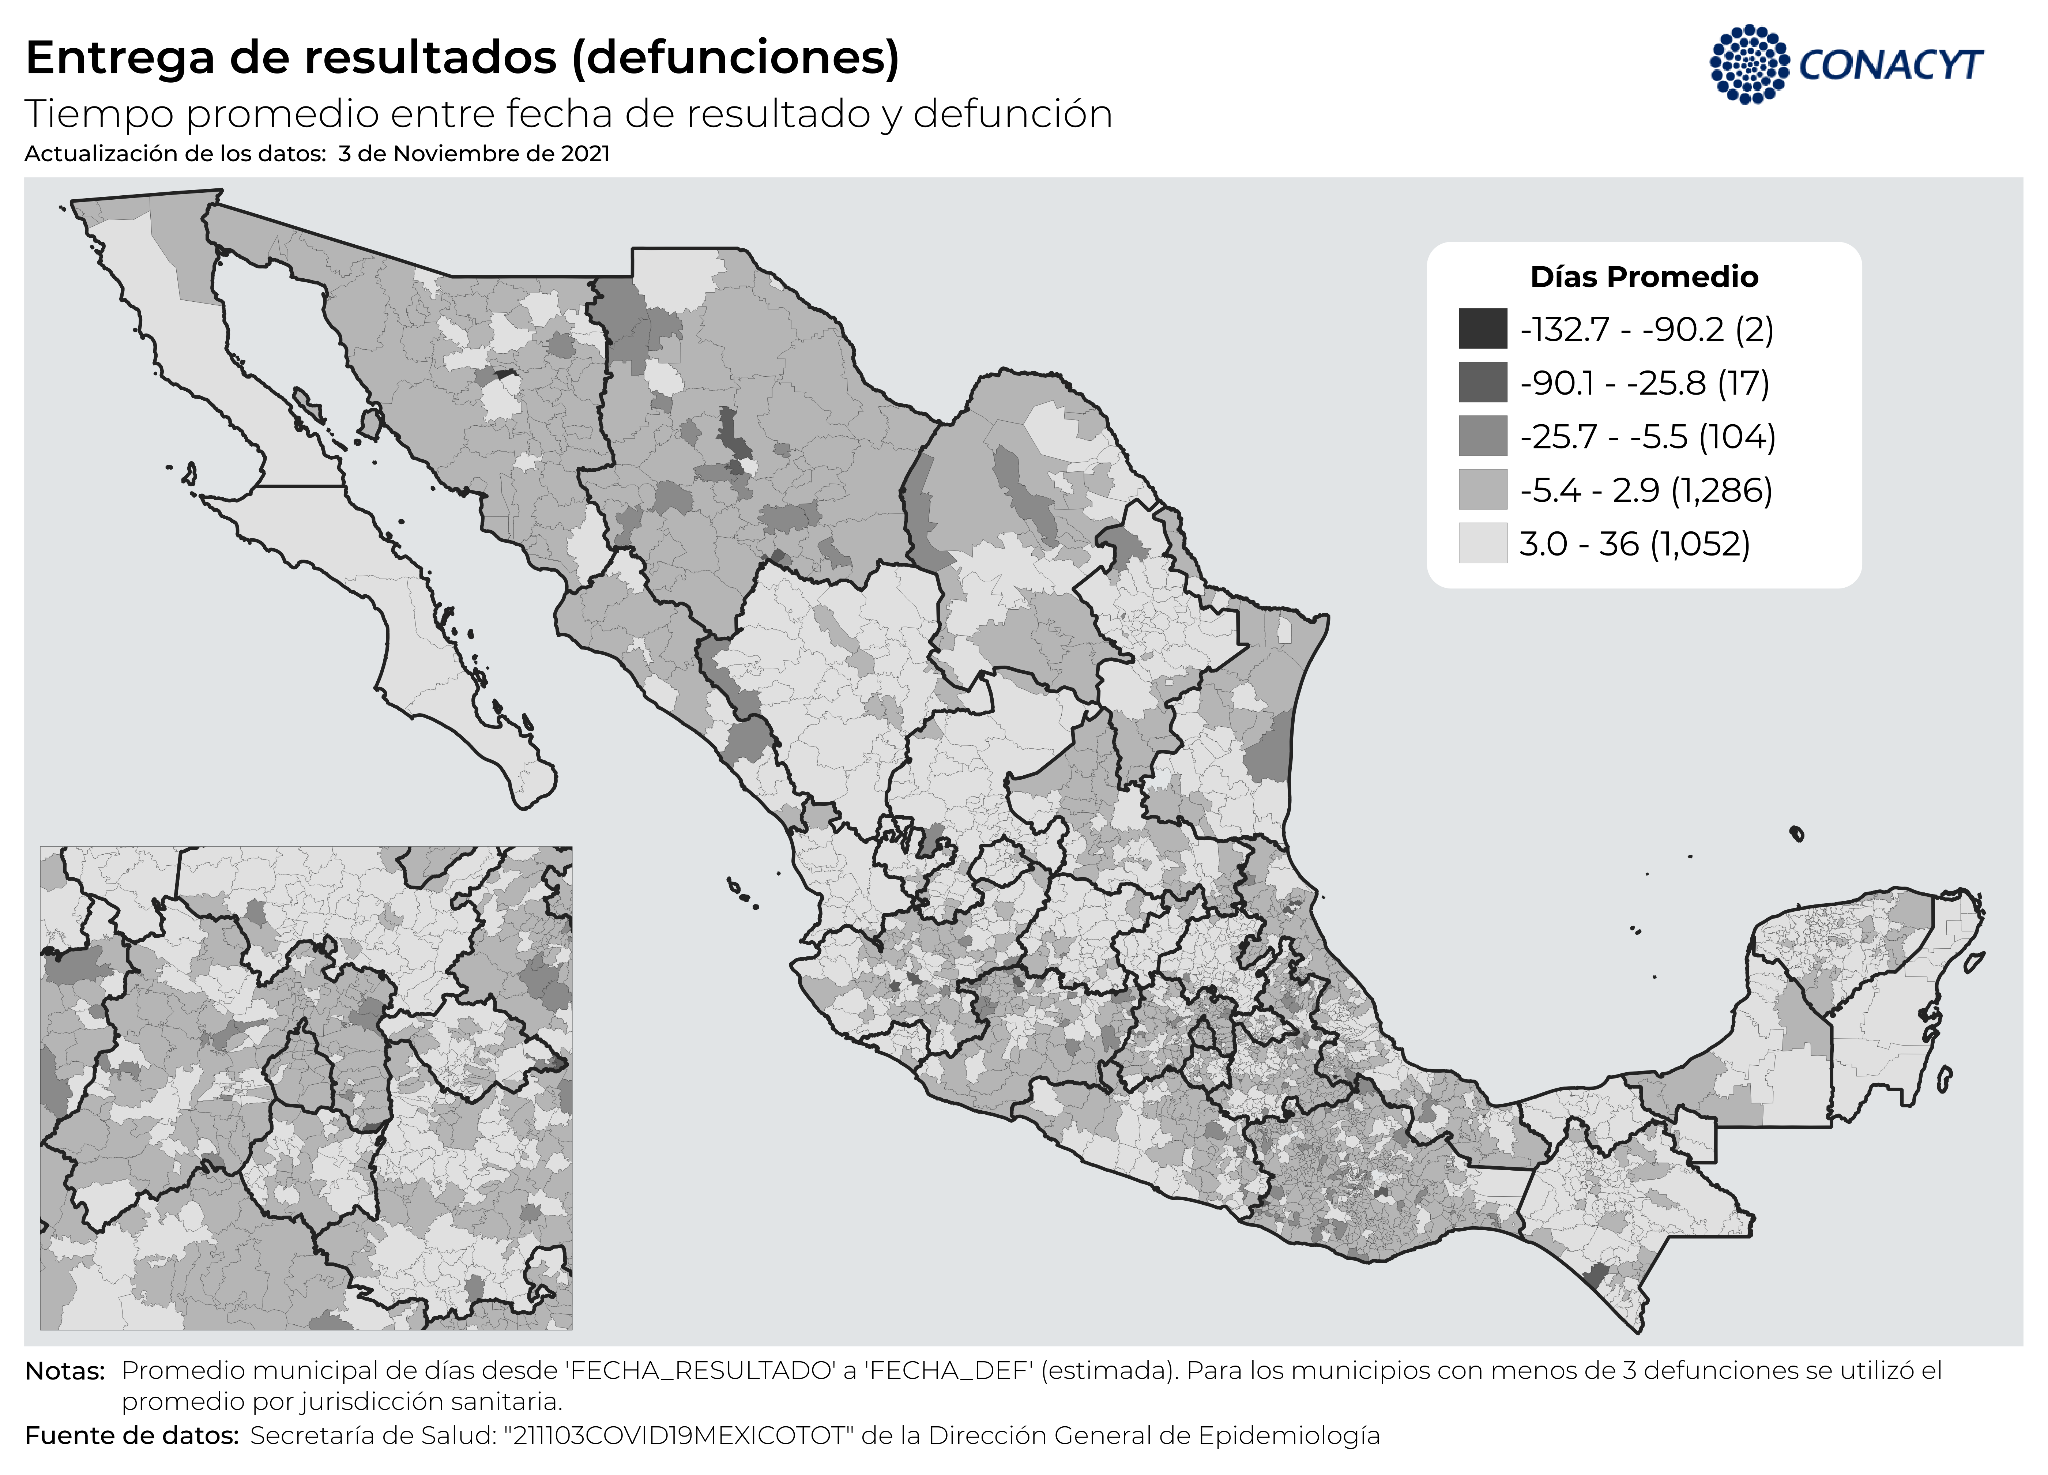 Entrega de resultados (defunciones)
CONACYT
Tiempo promedio entre fecha de resultado y defunción
Actualización de los datos: 3 de Noviembre de 2021
Días Promedio
-132.7 - -90.2 (2)
-90.1 - -25.8 (17)
-25.7 - -5.5 (104)
-5.4 - 2.9 (1,286)
3.0 - 36 (1,052)
Notas: Promedio municipal de días desde 'FECHA_RESULTADO' a 'FECHA_DEF' (estimada). Para los municipios con menos de 3 defunciones se utilizó el
promedio por jurisdicción sanitaria.
Fuente de datos: Secretaría de Salud: "211103COVID19MEXICOTOT" de la Dirección General de Epidemiología